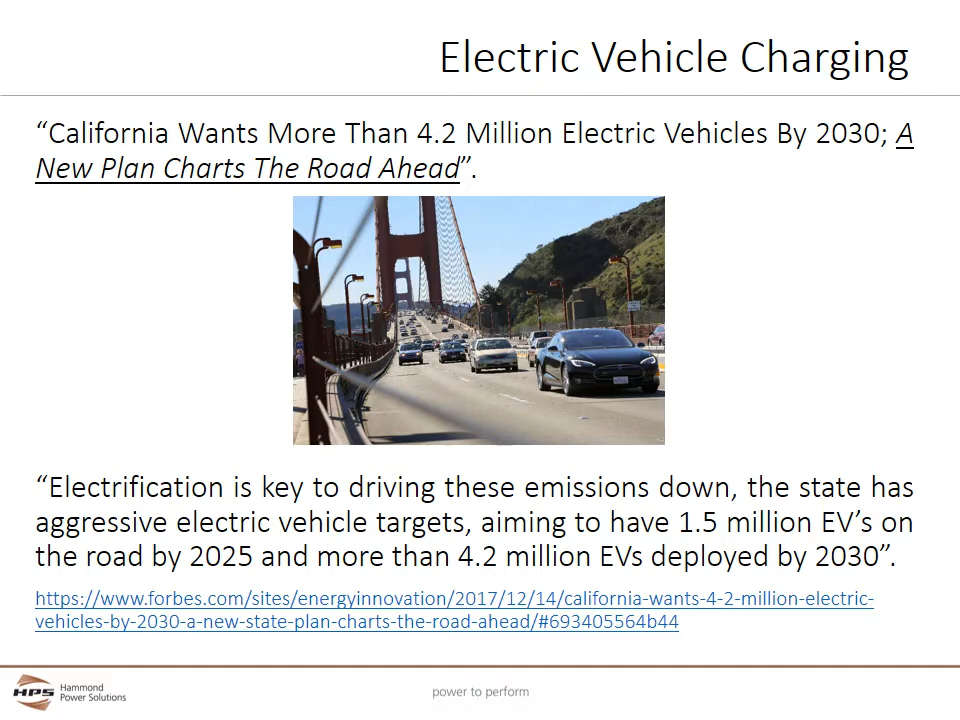 Electric Vehicle Charging
“California Wants More Than 4.2 Million Electric Vehicles By 2030; A
New Plan Charts The Road Ahead”.
“Electrification is key to driving these emissions down, the state has
aggressive electric vehicle targets, aiming to have 1.5 million EV’s on
the road by 2025 and more than 4.2 million EVs deployed by 2030”.
https://www.forbes.com/sites/energyinnovation/2017/12/14/california-wants-4-2-million-electric-
vehicles-by-2030-a-new-state-plan-charts-the-road-ahead/#693405564b44
HPS
Hammond
Power Solutions
power to perform